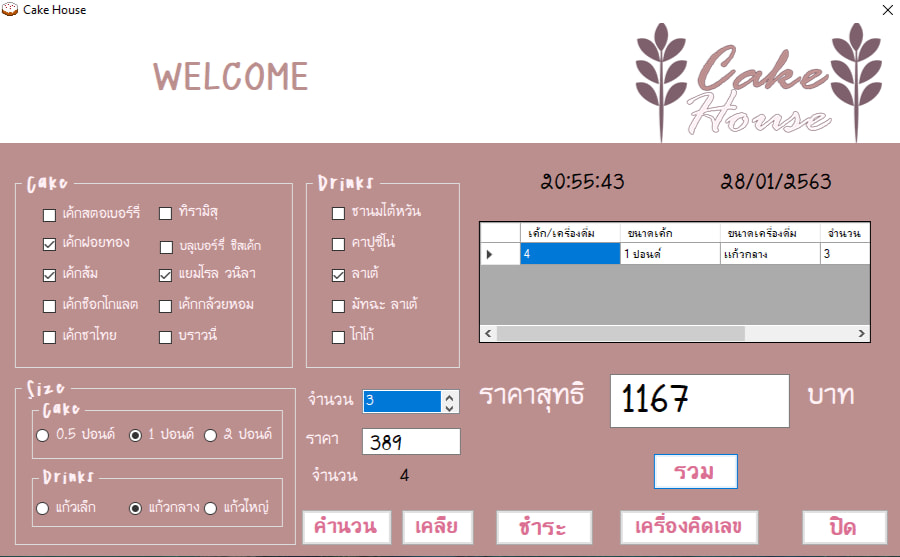 Cake House
WELCOME
Cake
House
Cake
เค้กสตอเบอร์รี่
ทิรามิสุ
เค้กฝอยทอง
บลูเบอร์รี่ ชีสเค้ก
เค้กส้ม
แยมโรล วนิลา
เค้กช็อกโกแลต
เค้กกล้วยหอม
เค้กชาไทย
บราวนี่
Drinks
ชานมไต้หวัน
คาปูชิโน่
ลาเต้
มัทฉะ ลาเต้
โกโก้
20:55:43 28/01/2563
เค้ก/เครื่องดื่ม ขนาดเค้ก ขนาดเครื่องดื่ม จำนวน
4 1 ปอนด์ แก้วกลาง 3
Size
Cake
0.5 ปอนด์ 1 ปอนด์ 2 ปอนด์
Drinks
แก้วเล็ก แก้วกลาง แก้วใหญ่
จำนวน 3
ราคา 389
จำนวน 4
ราคาสุทธิ 1167 บาท
รวม
คำนวน เคลีย ชำระ เครื่องคิดเลข ปิด